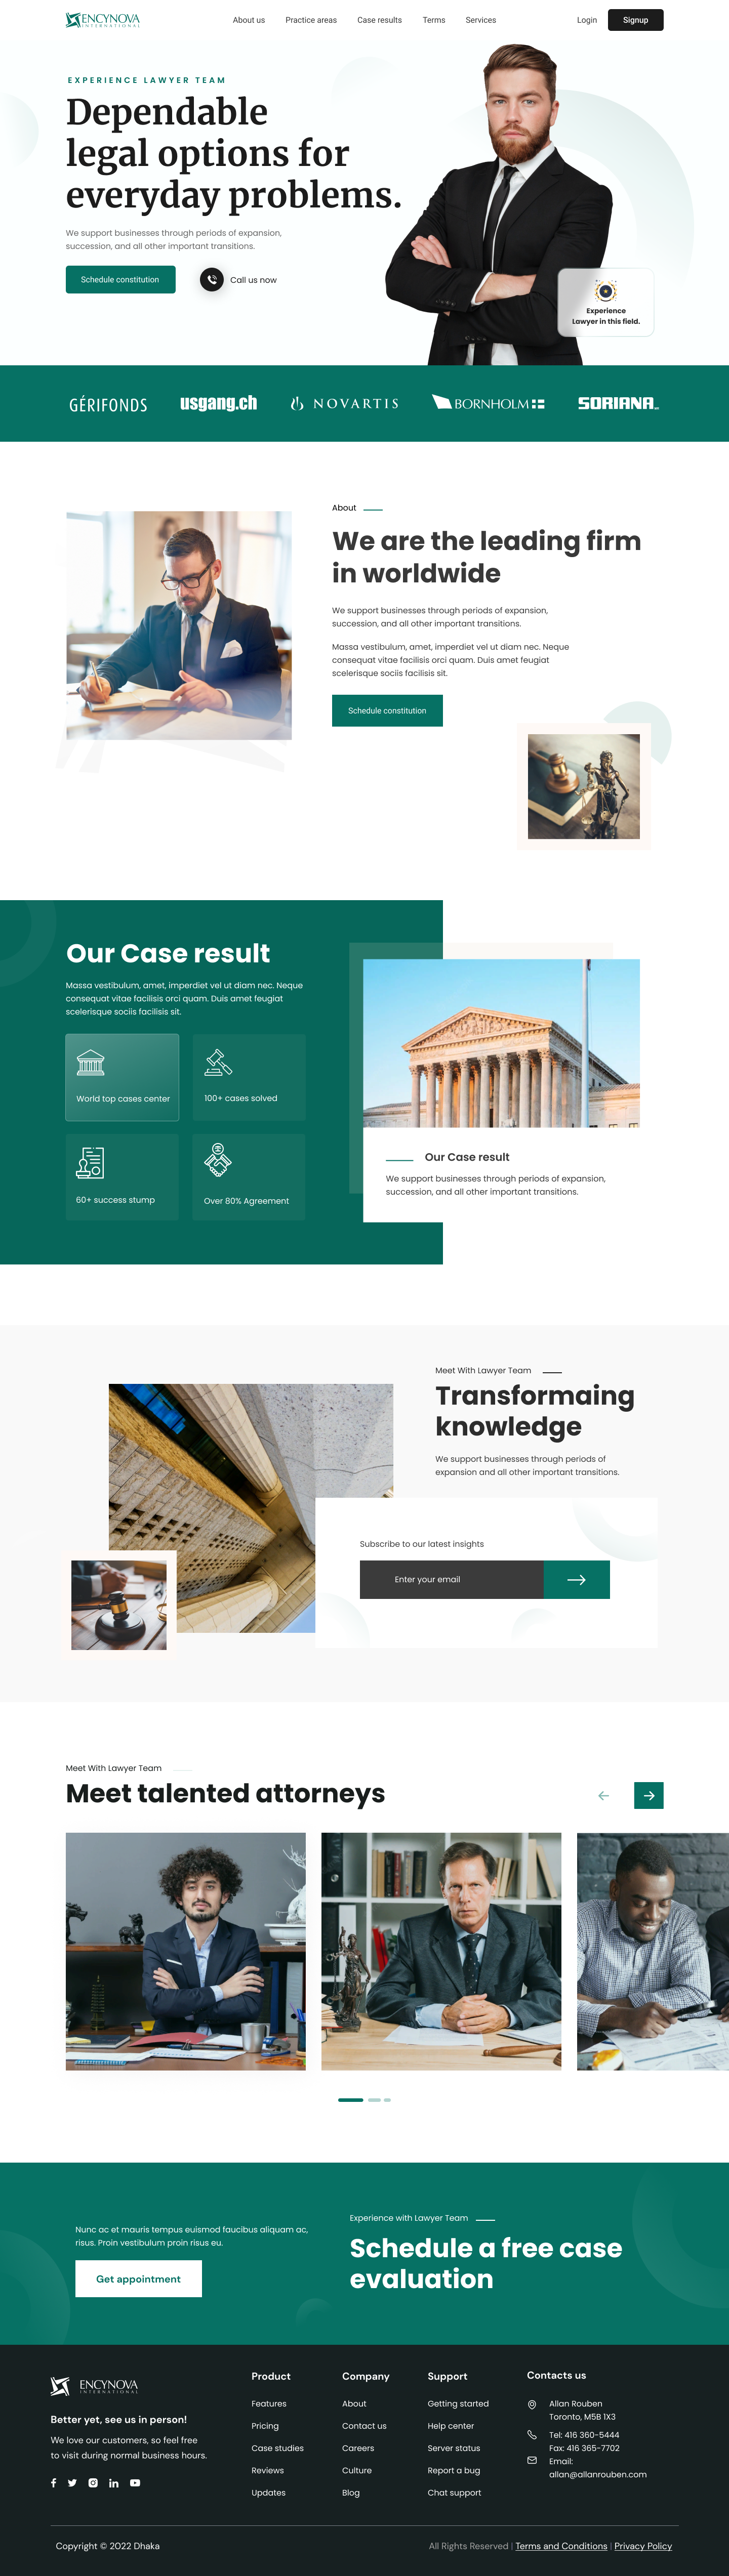 ENCYNOVA
INTERNATIONAL
About us
Practice areas
Case results
Terms
Services
Login
Signup
EXPERIENCE LAWYER TEAM
Dependable
legal options for
everyday problems.
We support businesses through periods of expansion,
succession, and all other important transitions.
Schedule constitution
Call us now
Experience
Lawyer in this field.
GÉRIFONDS
usgang.ch
NOVARTIS
BORNHOLM
SORIANA
About
We are the leading firm
in worldwide
We support businesses through periods of expansion,
succession, and all other important transitions.
Massa vestibulum, amet, imperdiet vel ut diam nec. Neque
consequat vitae facilisis orci quam. Duis amet feugiat
scelerisque sociis facilisis sit.
Schedule constitution
Our Case result
Massa vestibulum, amet, imperdiet vel ut diam nec. Neque
consequat vitae facilisis orci quam. Duis amet feugiat
scelerisque sociis facilisis sit.
World top cases center
100+ cases solved
60+ success stump
Over 80% Agreement
Our Case result
We support businesses through periods of expansion,
succession, and all other important transitions.
Meet With Lawyer Team
Transformaing
knowledge
We support businesses through periods of
expansion and all other important transitions.
Subscribe to our latest insights
Enter your email
Meet With Lawyer Team
Meet talented attorneys
Nunc ac et mauris tempus euismod faucibus aliquam ac,
risus. Proin vestibulum proin risus eu.
Get appointment
Experience with Lawyer Team
Schedule a free case
evaluation
ENCYNOVA
INTERNATIONAL
Better yet, see us in person!
We love our customers, so feel free
to visit during normal business hours.
Product
Features
Pricing
Case studies
Reviews
Updates
Company
About
Contact us
Careers
Culture
Blog
Support
Getting started
Help center
Server status
Report a bug
Chat support
Contacts us
Allan Rouben
Toronto, M5B 1X3
Tel: 416 360-5444
Fax: 416 365-7702
Email:
allan@allanrouben.com
Copyright © 2022 Dhaka
All Rights Reserved | Terms and Conditions | Privacy Policy